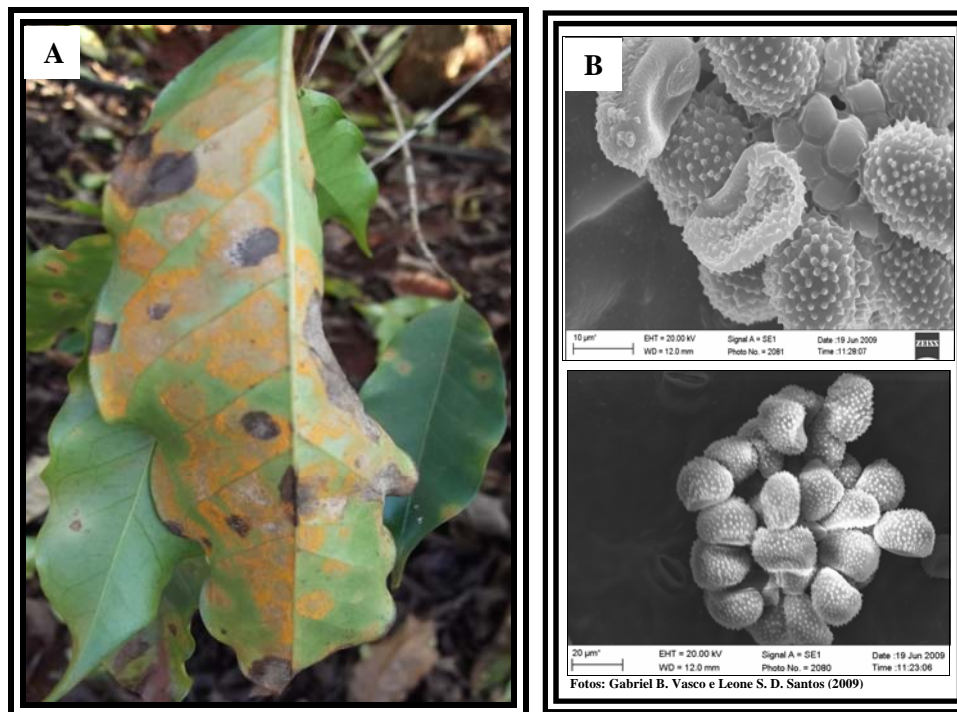 A
B
10 µm* EHT = 20.00 kV Signal A = SE1 Date :19 Jun 2009
WD = 12.0 mm Photo No. = 2081 Time :11:28:07
ZEISS
20 µm* EHT = 20.00 kV Signal A = SE1 Date :19 Jun 2009
WD = 12.0 mm Photo No. = 2080 Time :11:23:06
Fotos: Gabriel B. Vasco e Leone S. D. Santos (2009)